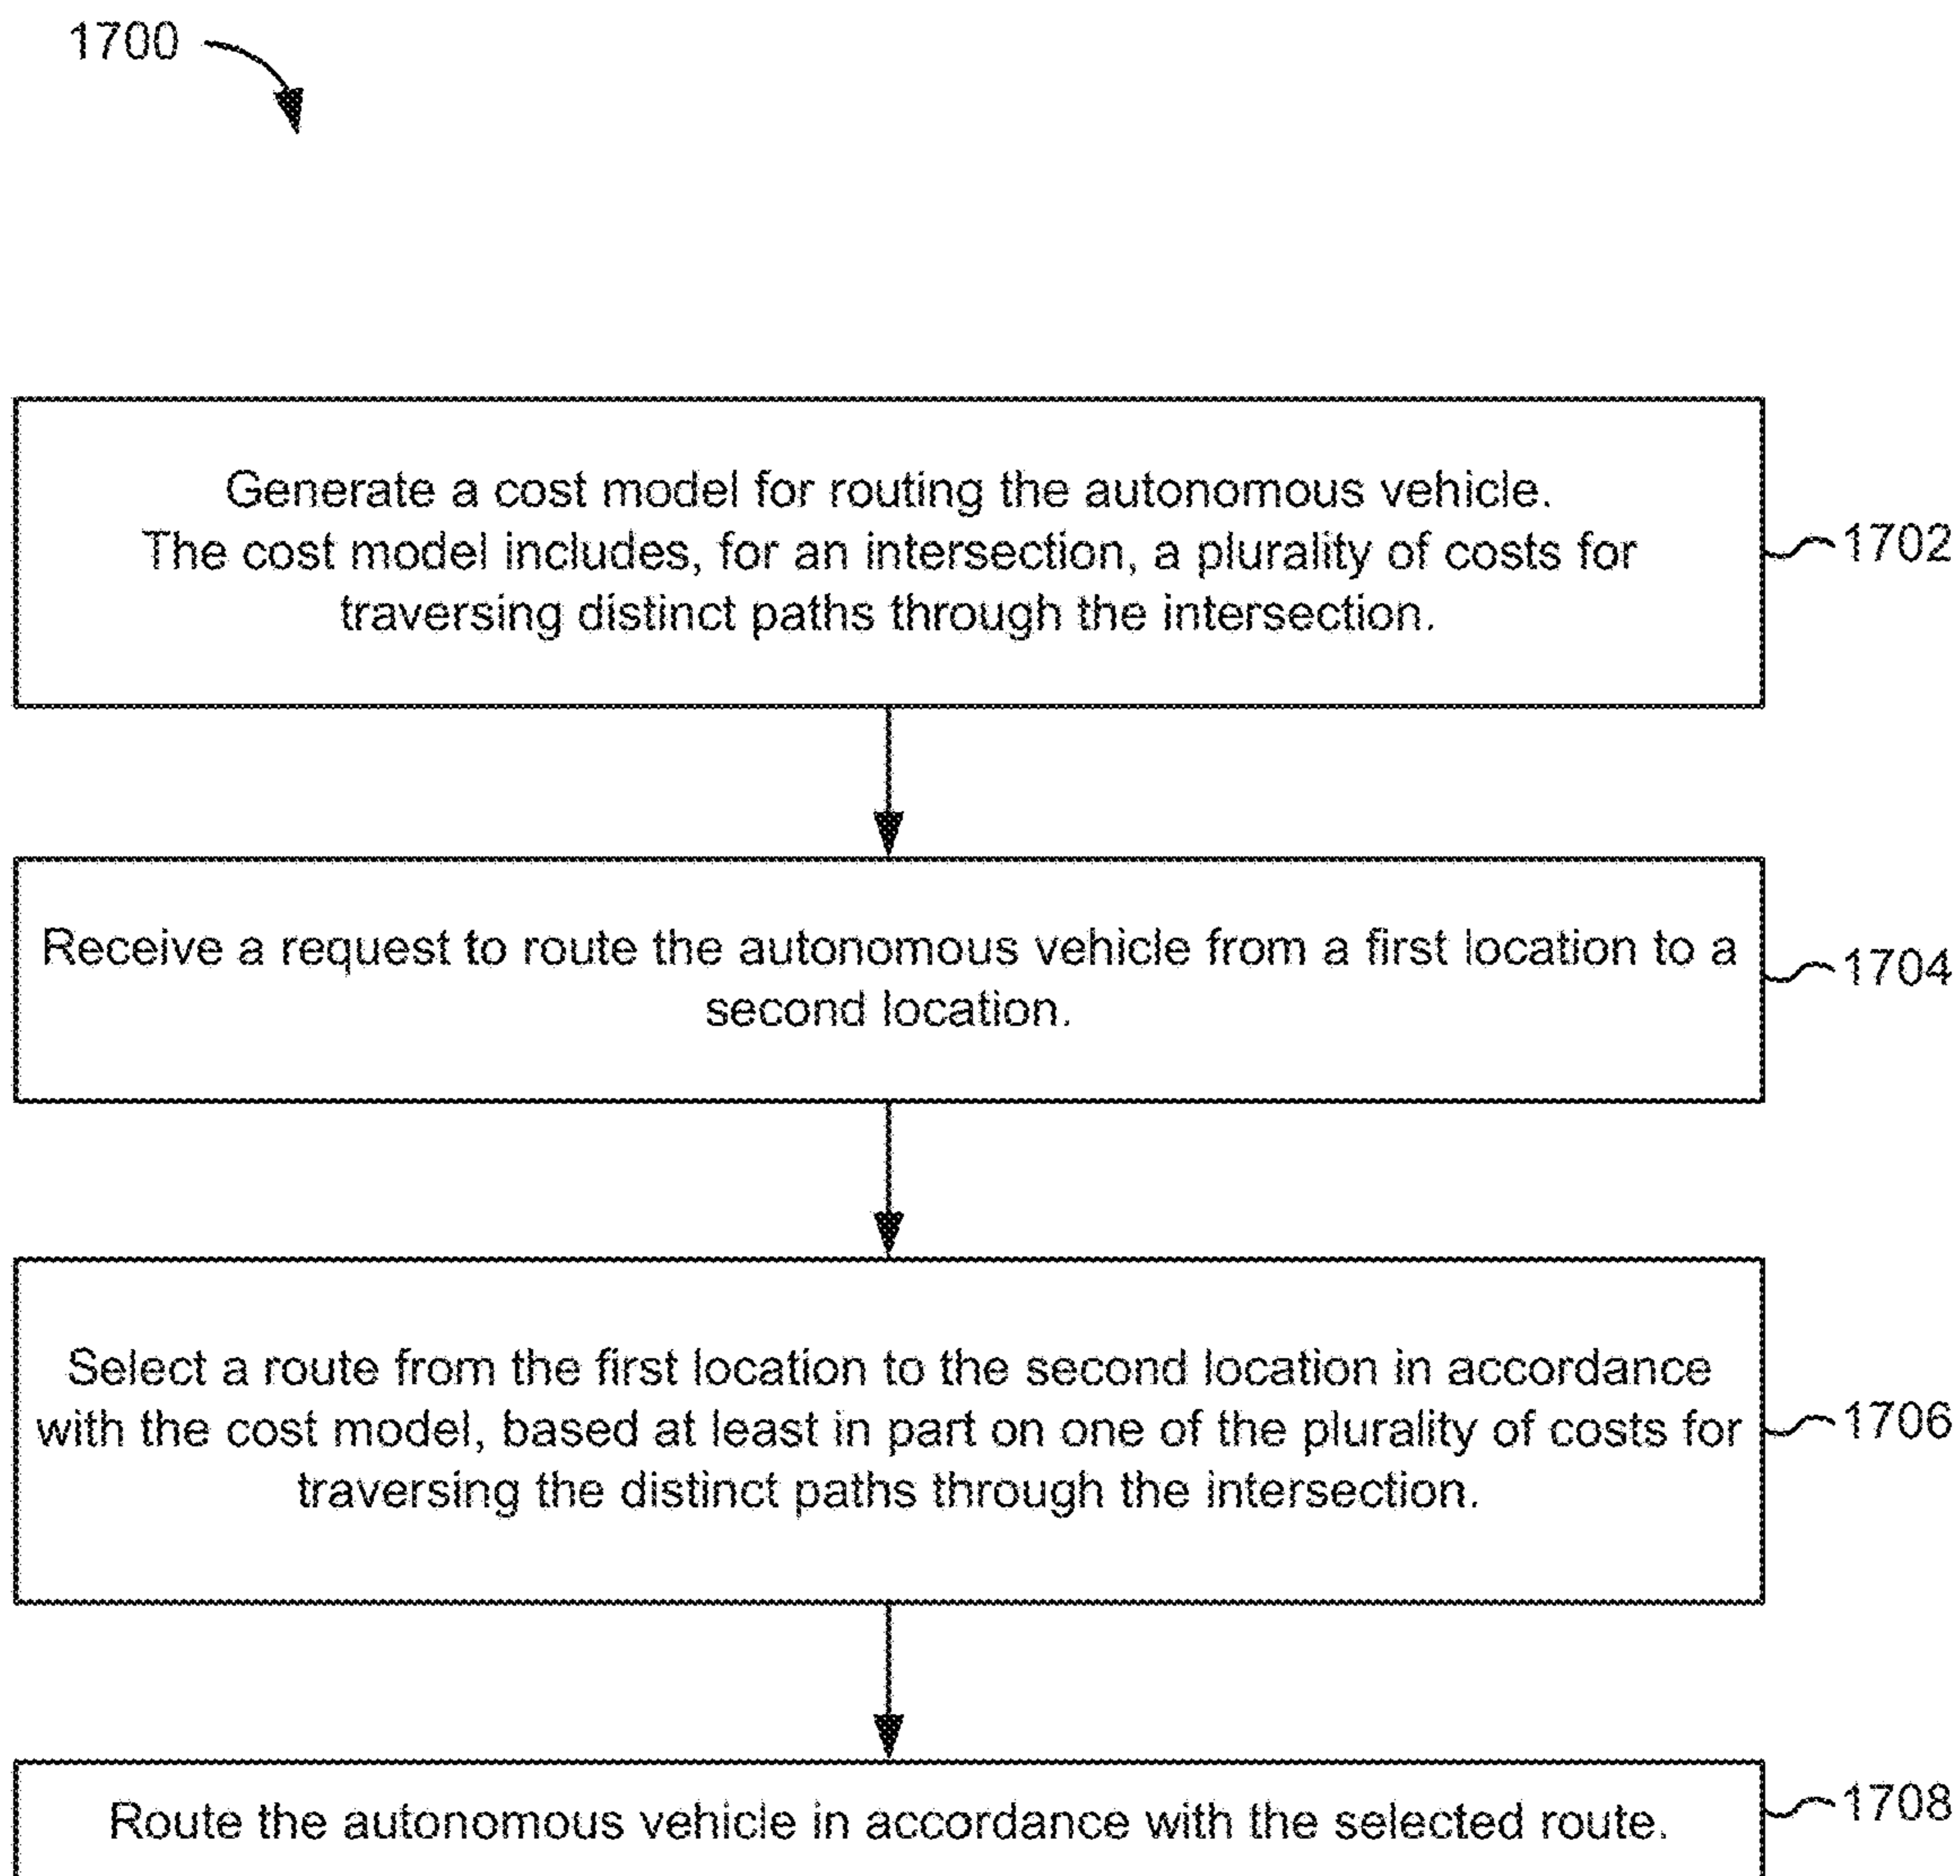 1700
Generate a cost model for routing the autonomous vehicle.
The cost model includes, for an intersection, a plurality of costs for
traversing distinct paths through the intersection.
1702
Receive a request to route the autonomous vehicle from a first location to a
second location.
1704
Select a route from the first location to the second location in accordance
with the cost model, based at least in part on one of the plurality of costs for
traversing the distinct paths through the intersection.
1706
Route the autonomous vehicle in accordance with the selected route.
1708